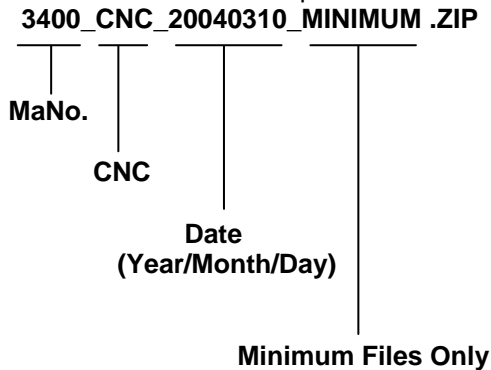 3400_CNC_20040310_MINIMUM .ZIP
MaNo.
CNC
Date
(Year/Month/Day)
Minimum Files Only